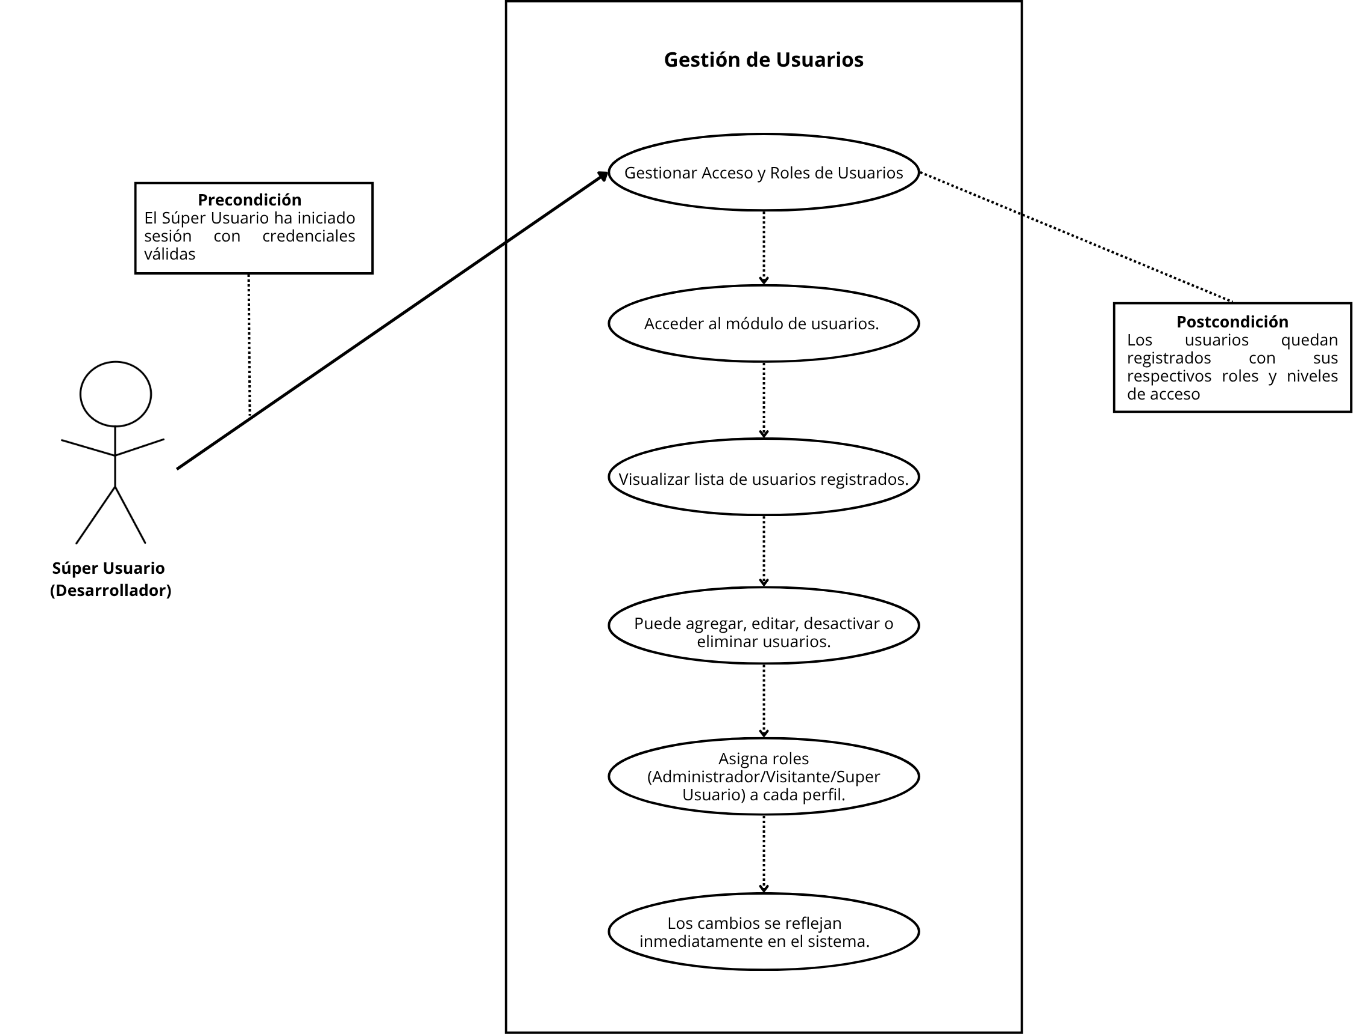 Gestión de Usuarios
Gestionar Acceso y Roles de Usuarios
Precondición
El Súper Usuario ha iniciado
sesión con credenciales
válidas
Acceder al módulo de usuarios.
Postcondición
Los usuarios quedan
registrados con sus
respectivos roles y niveles
de acceso
Visualizar lista de usuarios registrados.
Súper Usuario
(Desarrollador)
Puede agregar, editar, desactivar o
eliminar usuarios.
Asigna roles
(Administrador/Visitante/Super
Usuario) a cada perfil.
Los cambios se reflejan
inmediatamente en el sistema.